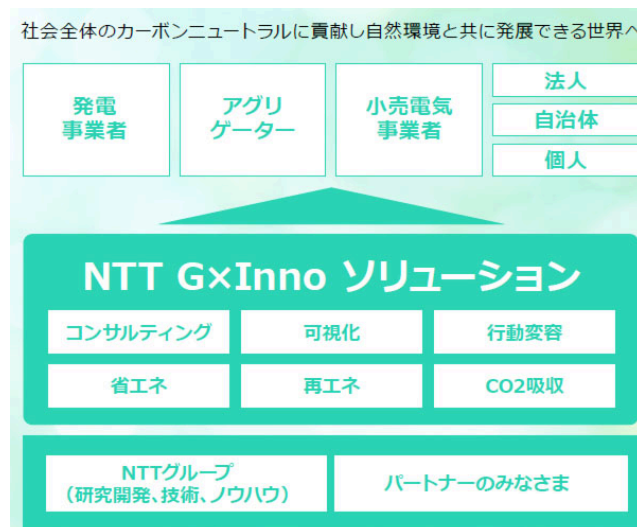 社会全体のカーボンニュートラルに貢献し自然環境と共に発展できる世界へ
発電
事業者
アグリ
ゲーター
小売電気
事業者
法人
自治体
個人
NTT G×Inno ソリューション
コンサルティング
可視化
行動変容
省エネ
再エネ
CO2吸収
NTTグループ
（研究開発、技術、ノウハウ）
パートナーのみなさま